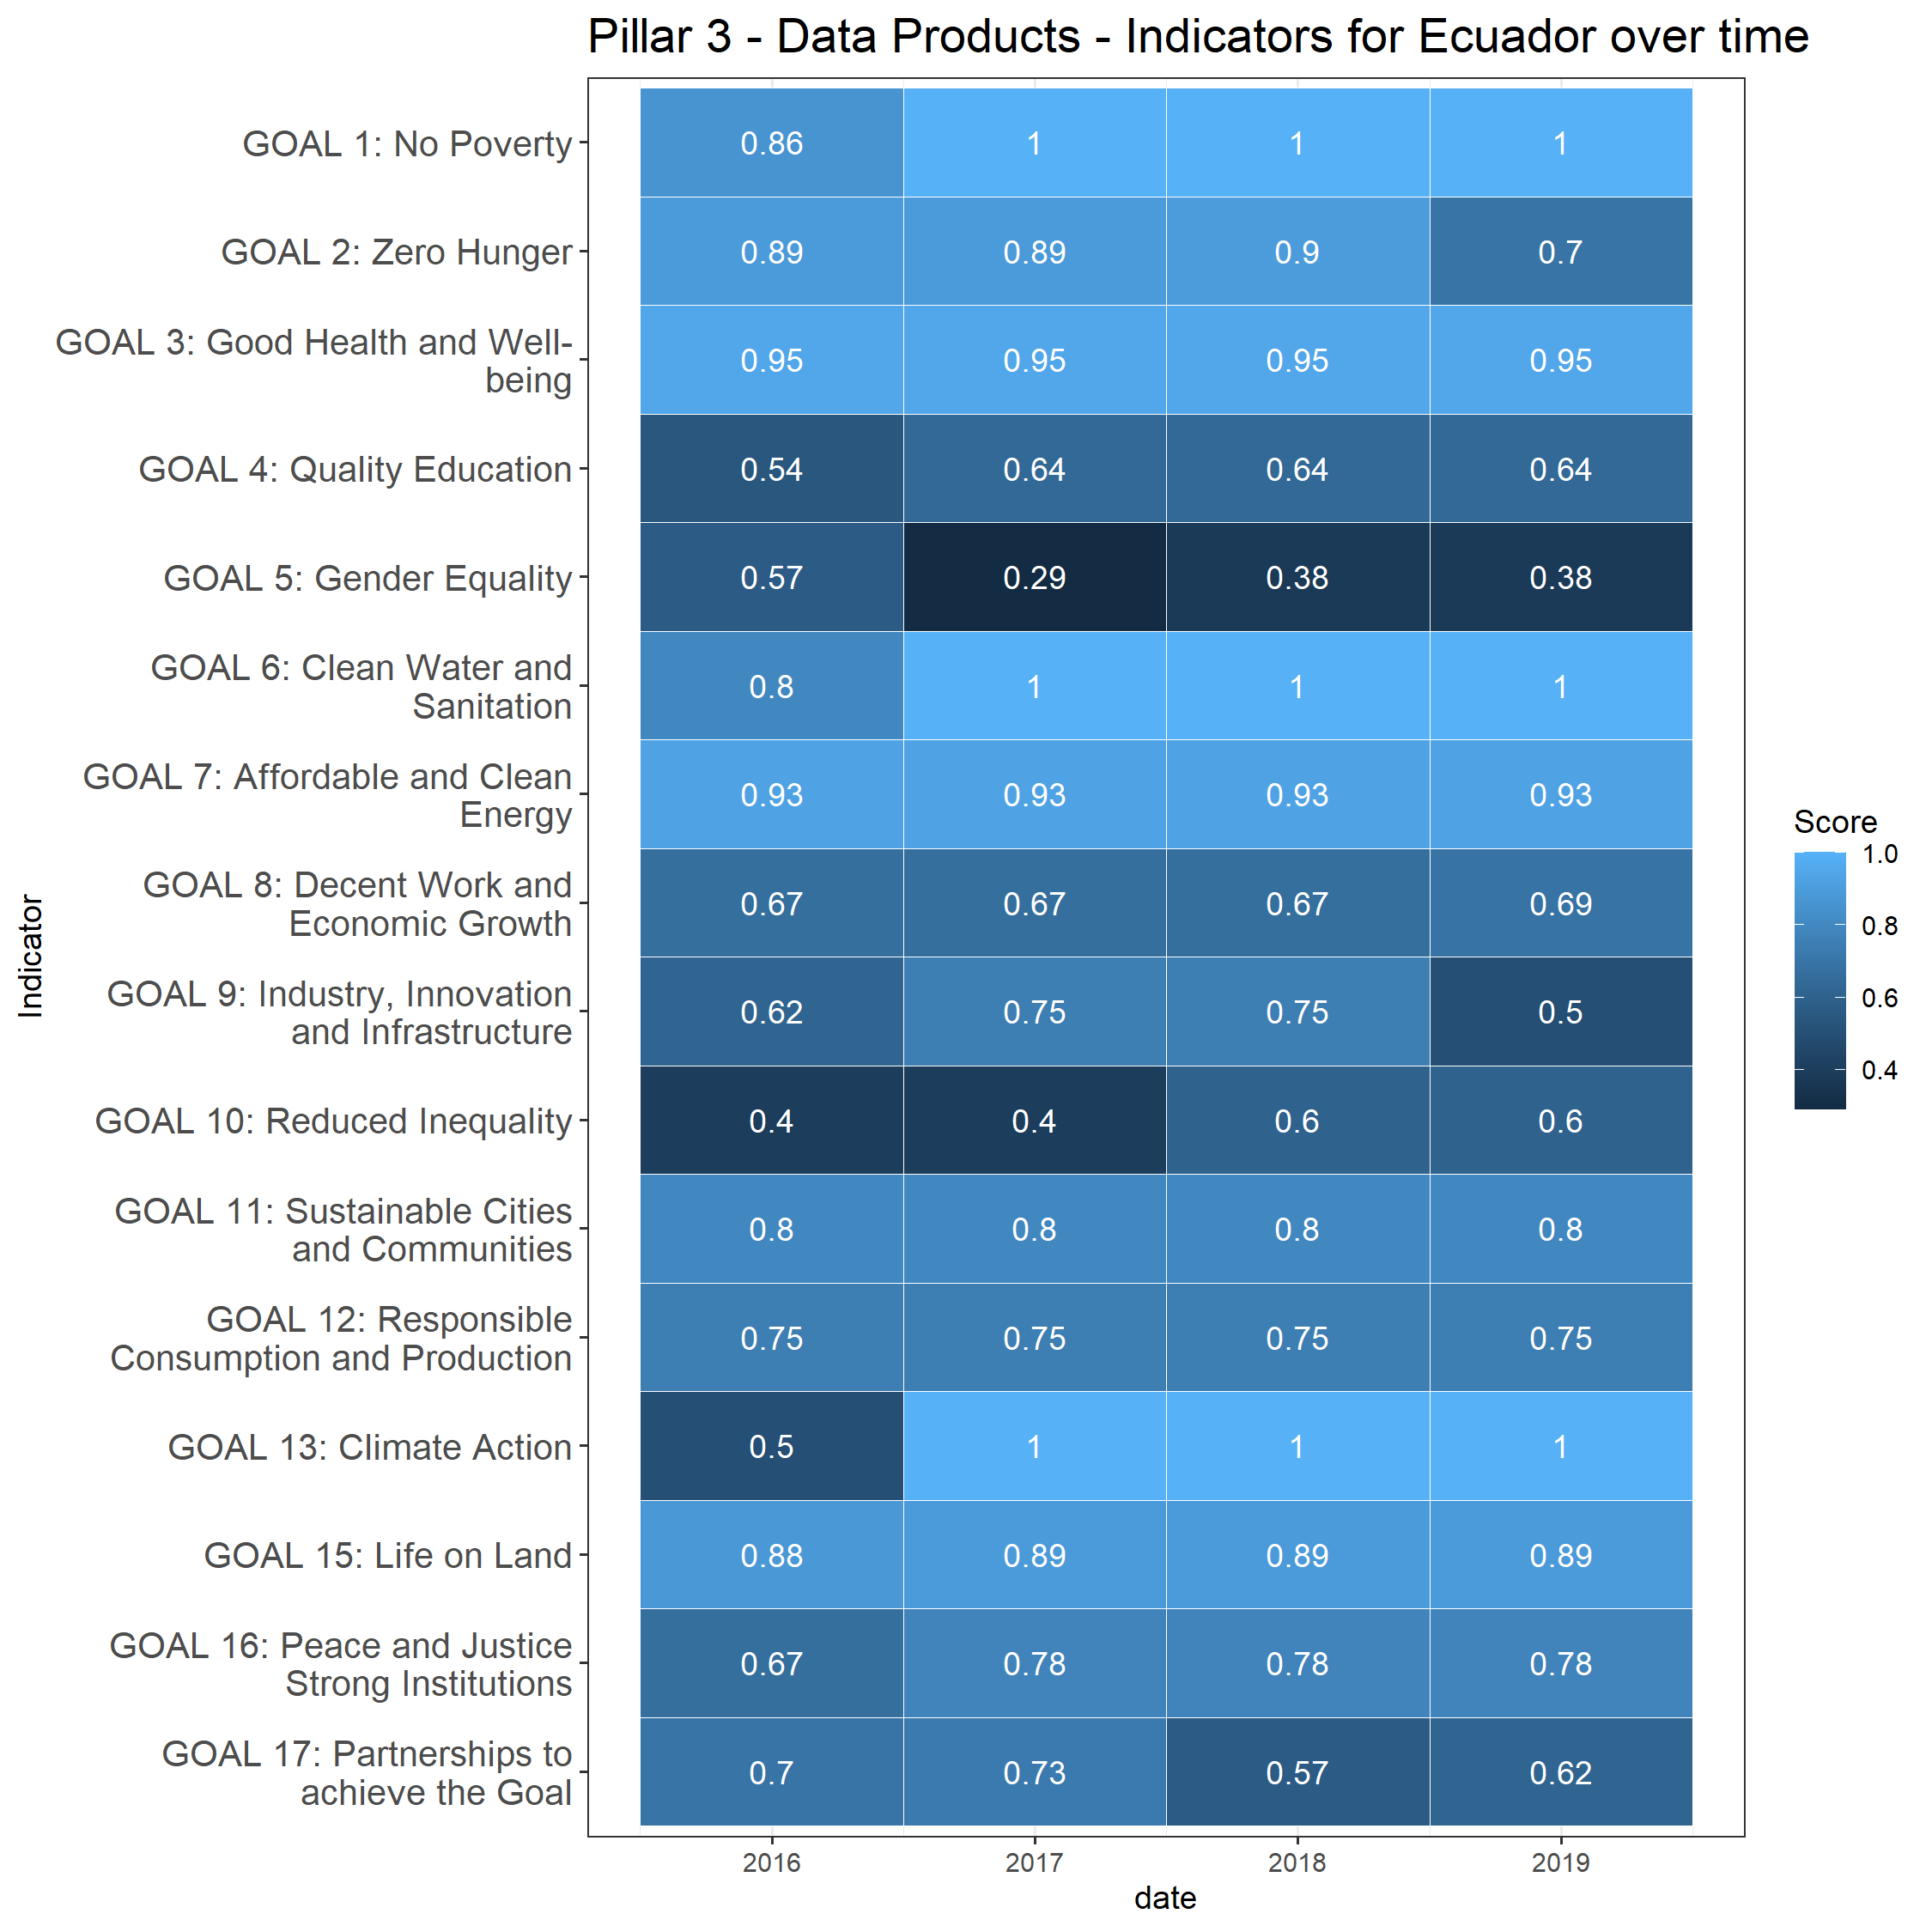 Pillar 3 - Data Products - Indicators for Ecuador over time
GOAL 1: No Poverty
0.86 1 1 1
GOAL 2: Zero Hunger
0.89 0.89 0.9 0.7
GOAL 3: Good Health and Well-
being
0.95 0.95 0.95 0.95
GOAL 4: Quality Education
0.54 0.64 0.64 0.64
GOAL 5: Gender Equality
0.57 0.29 0.38 0.38
GOAL 6: Clean Water and
Sanitation
0.8 1 1 1
GOAL 7: Affordable and Clean
Energy
0.93 0.93 0.93 0.93
GOAL 8: Decent Work and
Economic Growth
0.67 0.67 0.67 0.69
GOAL 9: Industry, Innovation
and Infrastructure
0.62 0.75 0.75 0.5
GOAL 10: Reduced Inequality
0.4 0.4 0.6 0.6
GOAL 11: Sustainable Cities
and Communities
0.8 0.8 0.8 0.8
GOAL 12: Responsible
Consumption and Production
0.75 0.75 0.75 0.75
GOAL 13: Climate Action
0.5 1 1 1
GOAL 15: Life on Land
0.88 0.89 0.89 0.89
GOAL 16: Peace and Justice
Strong Institutions
0.67 0.78 0.78 0.78
GOAL 17: Partnerships to
achieve the Goal
0.7 0.73 0.57 0.62
2016 2017 2018 2019
date
Indicator
Score
1.0
0.8
0.6
0.4